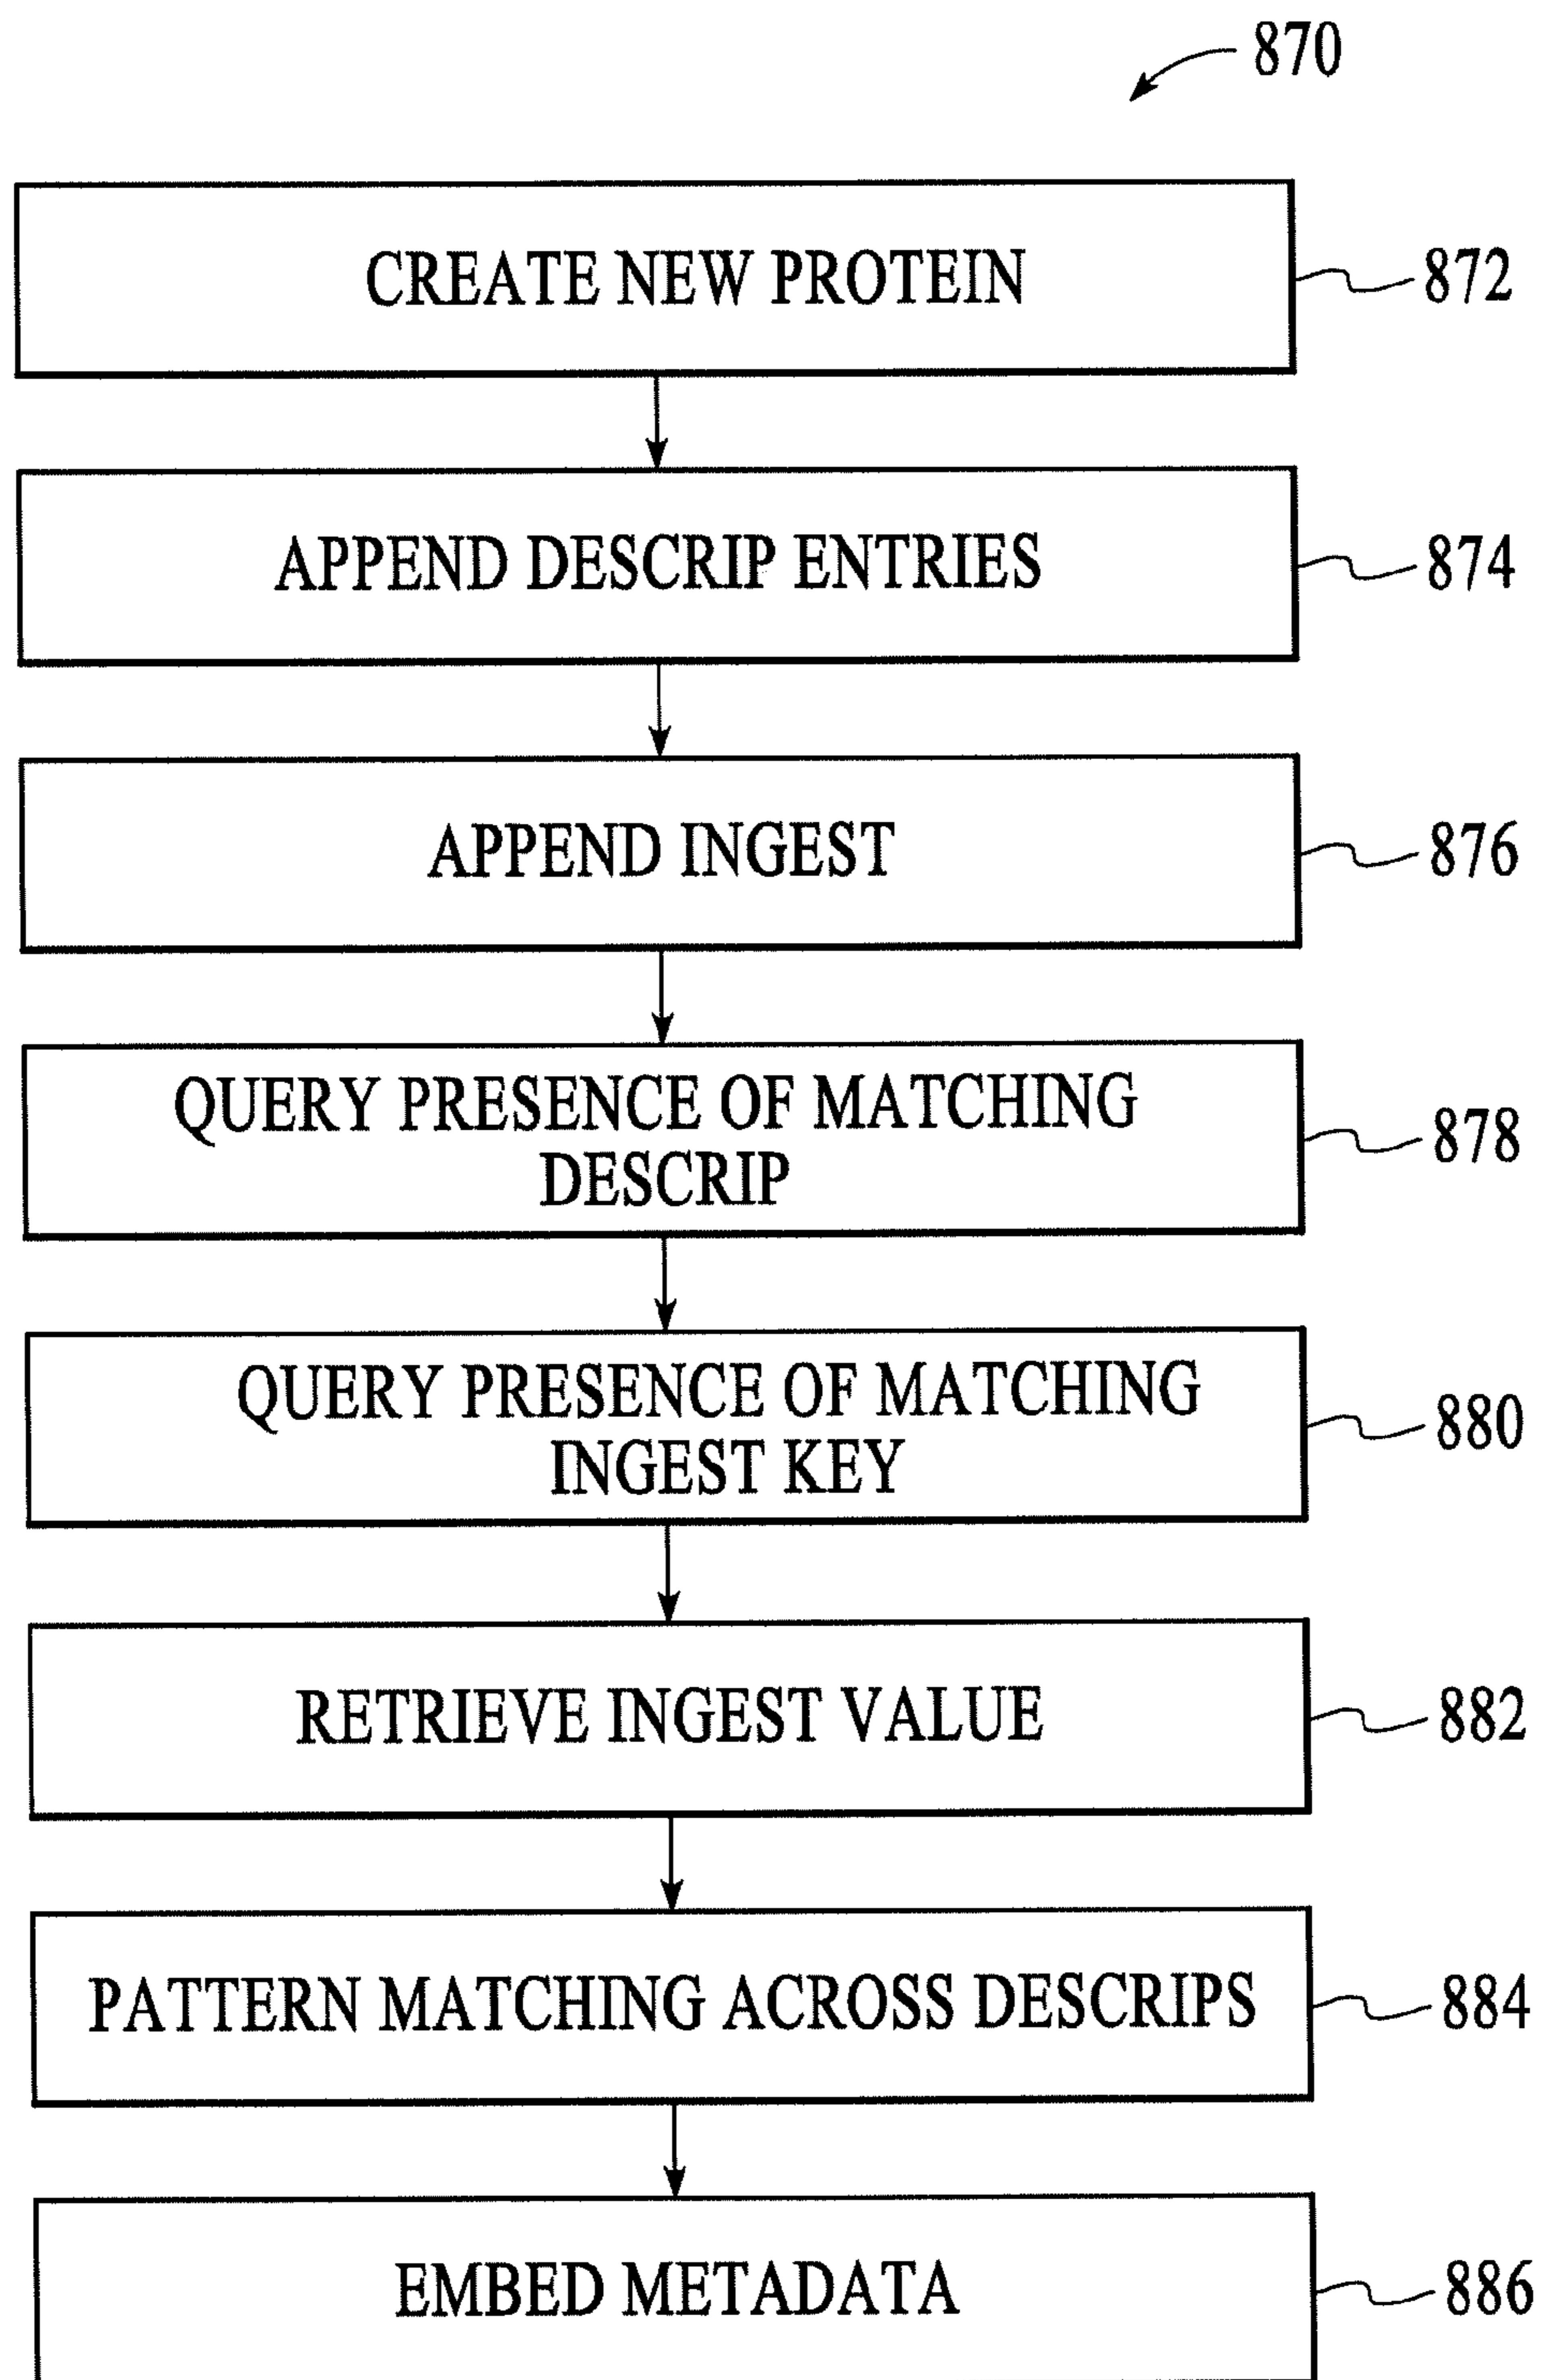 870
CREATE NEW PROTEIN
872
APPEND DESCRIP ENTRIES
874
APPEND INGEST
876
QUERY PRESENCE OF MATCHING
DESCRIP
878
QUERY PRESENCE OF MATCHING
INGEST KEY
880
RETRIEVE INGEST VALUE
882
PATTERN MATCHING ACROSS DESCRIPS
884
EMBED METADATA
886